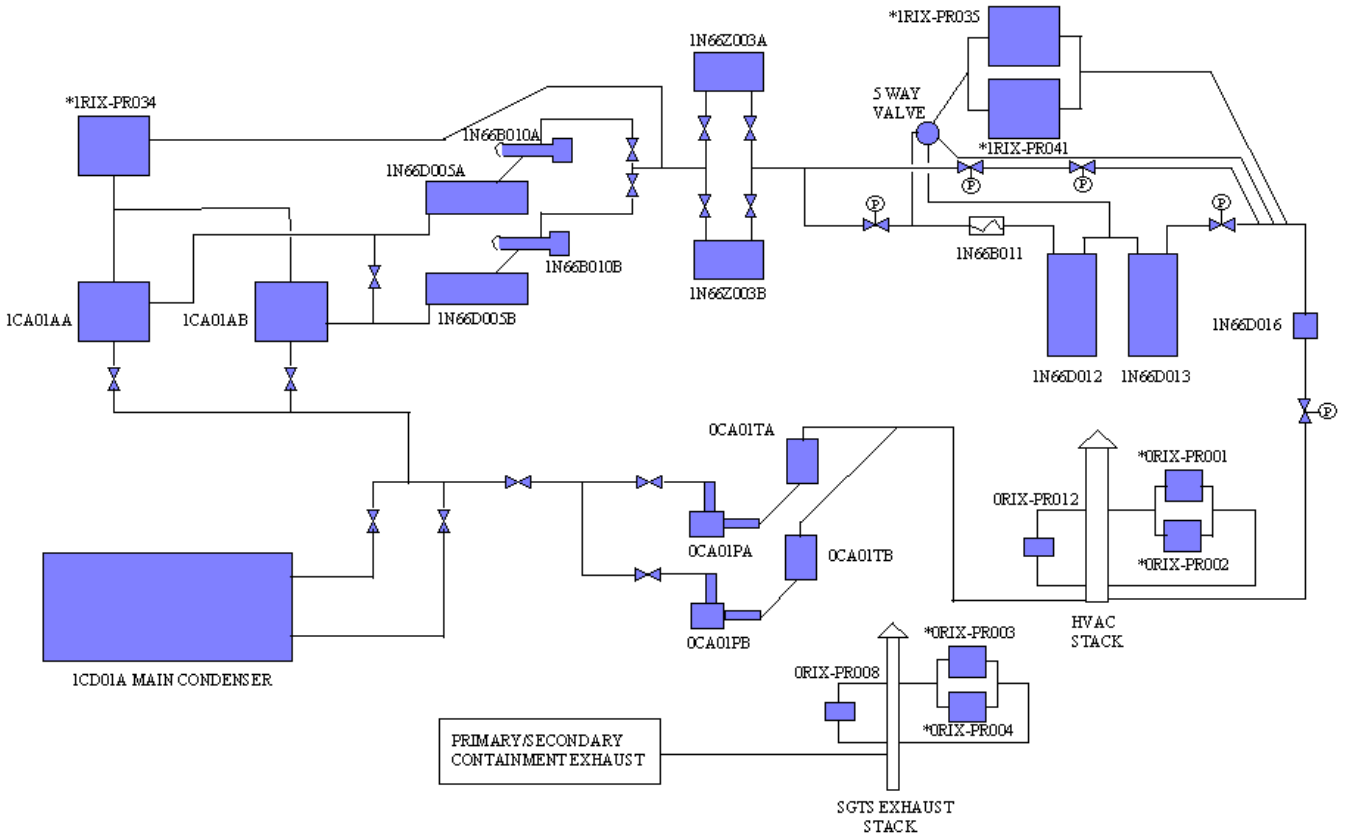 *1RIX-PR035
1N66Z003A
*1RIX-PR034
5 WAY
VALVE
1N66B010A
*1RIX-PR041
1N66D005A
P
P
P
P
1N66B011
1N66B010B
1N66Z003B
1CA01AA
1CA01AB
1N66D005B
1N66D016
1N66D012
1N66D013
P
0CA01TA
*0RIX-PR001
0RIX-PR012
0CA01PA
0CA01TB
*0RIX-PR002
HVAC
STACK
0CA01PB
*0RIX-PR003
0RIX-PR008
1CD01A MAIN CONDENSER
*0RIX-PR004
PRIMARY/SECONDARY
CONTAINMENT EXHAUST
SGTS EXHAUST
STACK